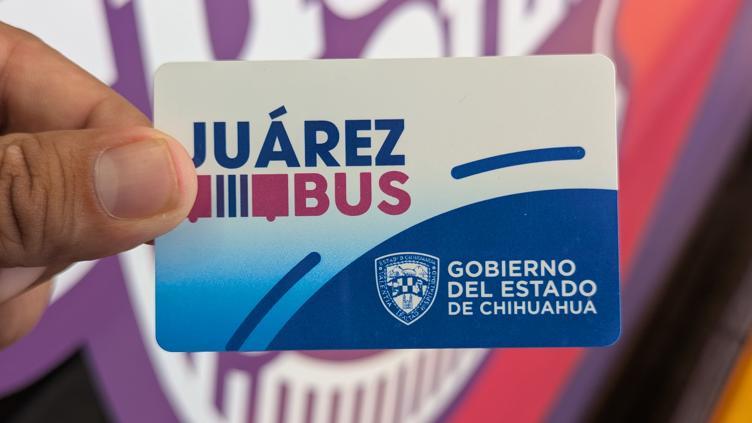 JUÁREZ
BUS
GOBIERNO
DEL ESTADO
DE CHIHUAHUA